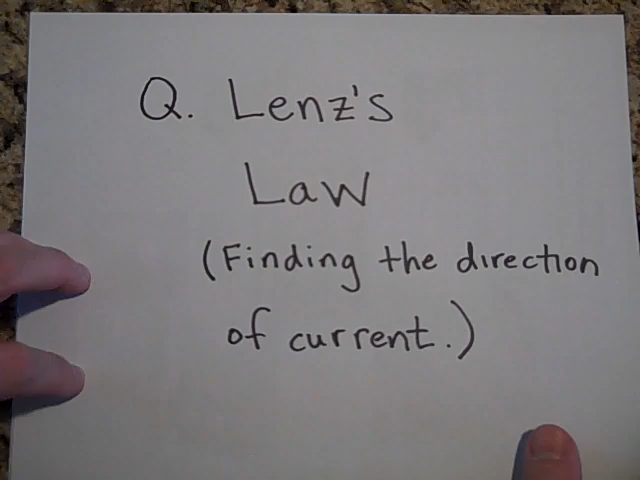 Q. Lenz's
Law
(Finding the direction
of current.)